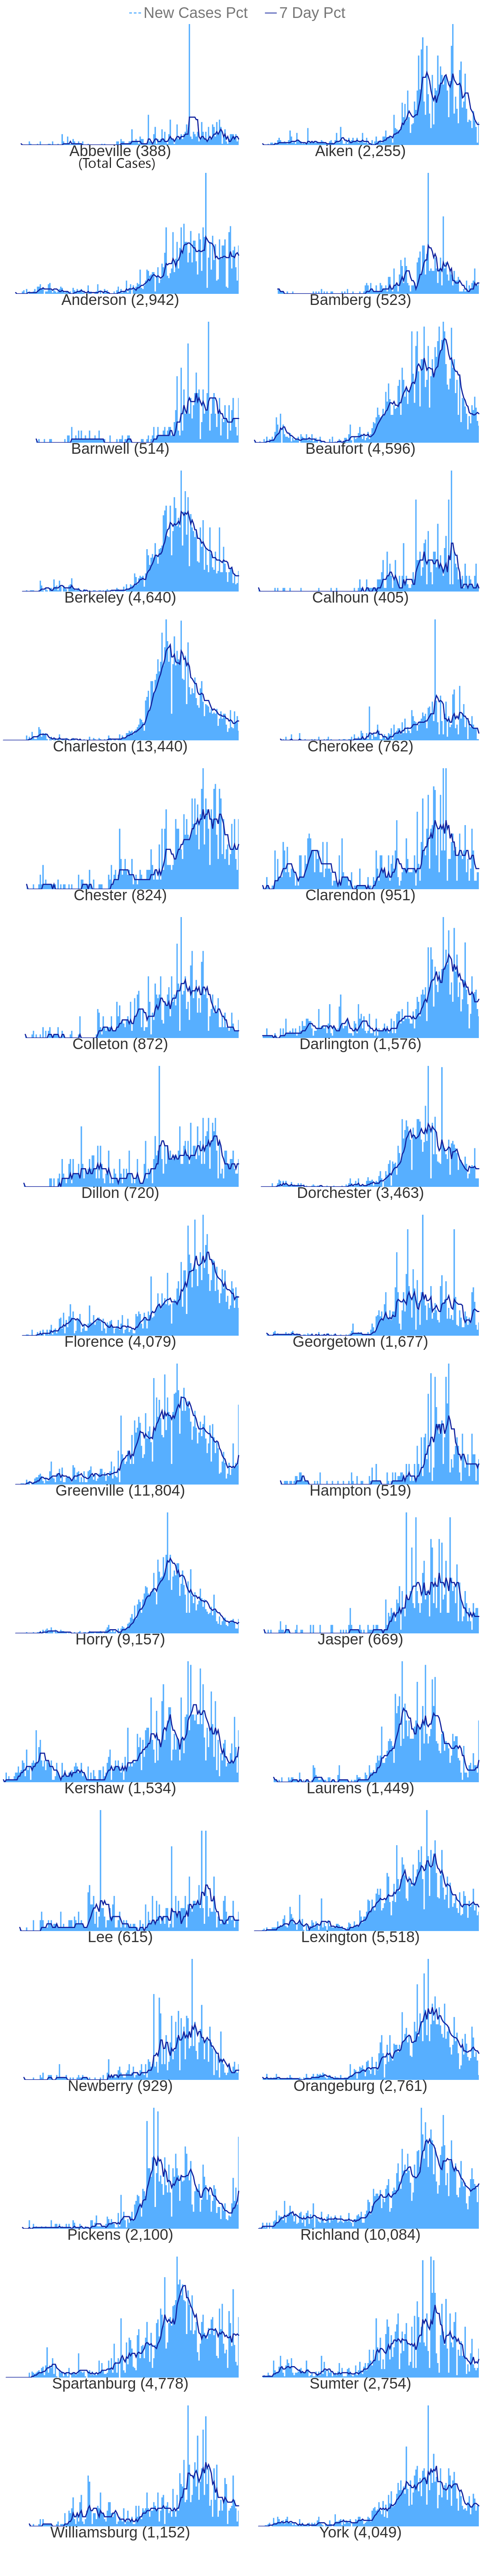 New Cases Pct 7 Day Pct
Abbeville (388) Aiken (2,255)
(Total Cases)
Anderson (2,942) Bamberg (523)
Barnwell (514) Beaufort (4,596)
Berkeley (4,640) Calhoun (405)
Charleston (13,440) Cherokee (762)
Chester (824) Clarendon (951)
Colleton (872) Darlington (1,576)
Dillon (720) Dorchester (3,463)
Florence (4,079) Georgetown (1,677)
Greenville (11,804) Hampton (519)
Horry (9,157) Jasper (669)
Kershaw (1,534) Laurens (1,449)
Lee (615) Lexington (5,518)
Newberry (929) Orangeburg (2,761)
Pickens (2,100) Richland (10,084)
Spartanburg (4,778) Sumter (2,754)
Williamsburg (1,152) York (4,049)